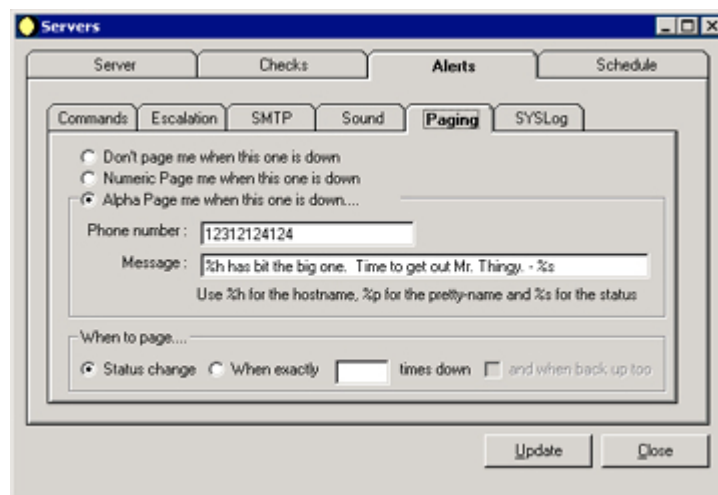 Servers
Server Checks Alerts Schedule
Commands Escalation SMTP Sound Paging SYSLog
Don't page me when this one is down
Numeric Page me when this one is down
Alpha Page me when this one is down....
Phone number : 12312124124
Message : %h has bit the big one. Time to get out Mr. Thingy. - %s
Use %h for the hostname, %p for the pretty-name and %s for the status
When to page....
Status change When exactly times down and when back up too
Update Close